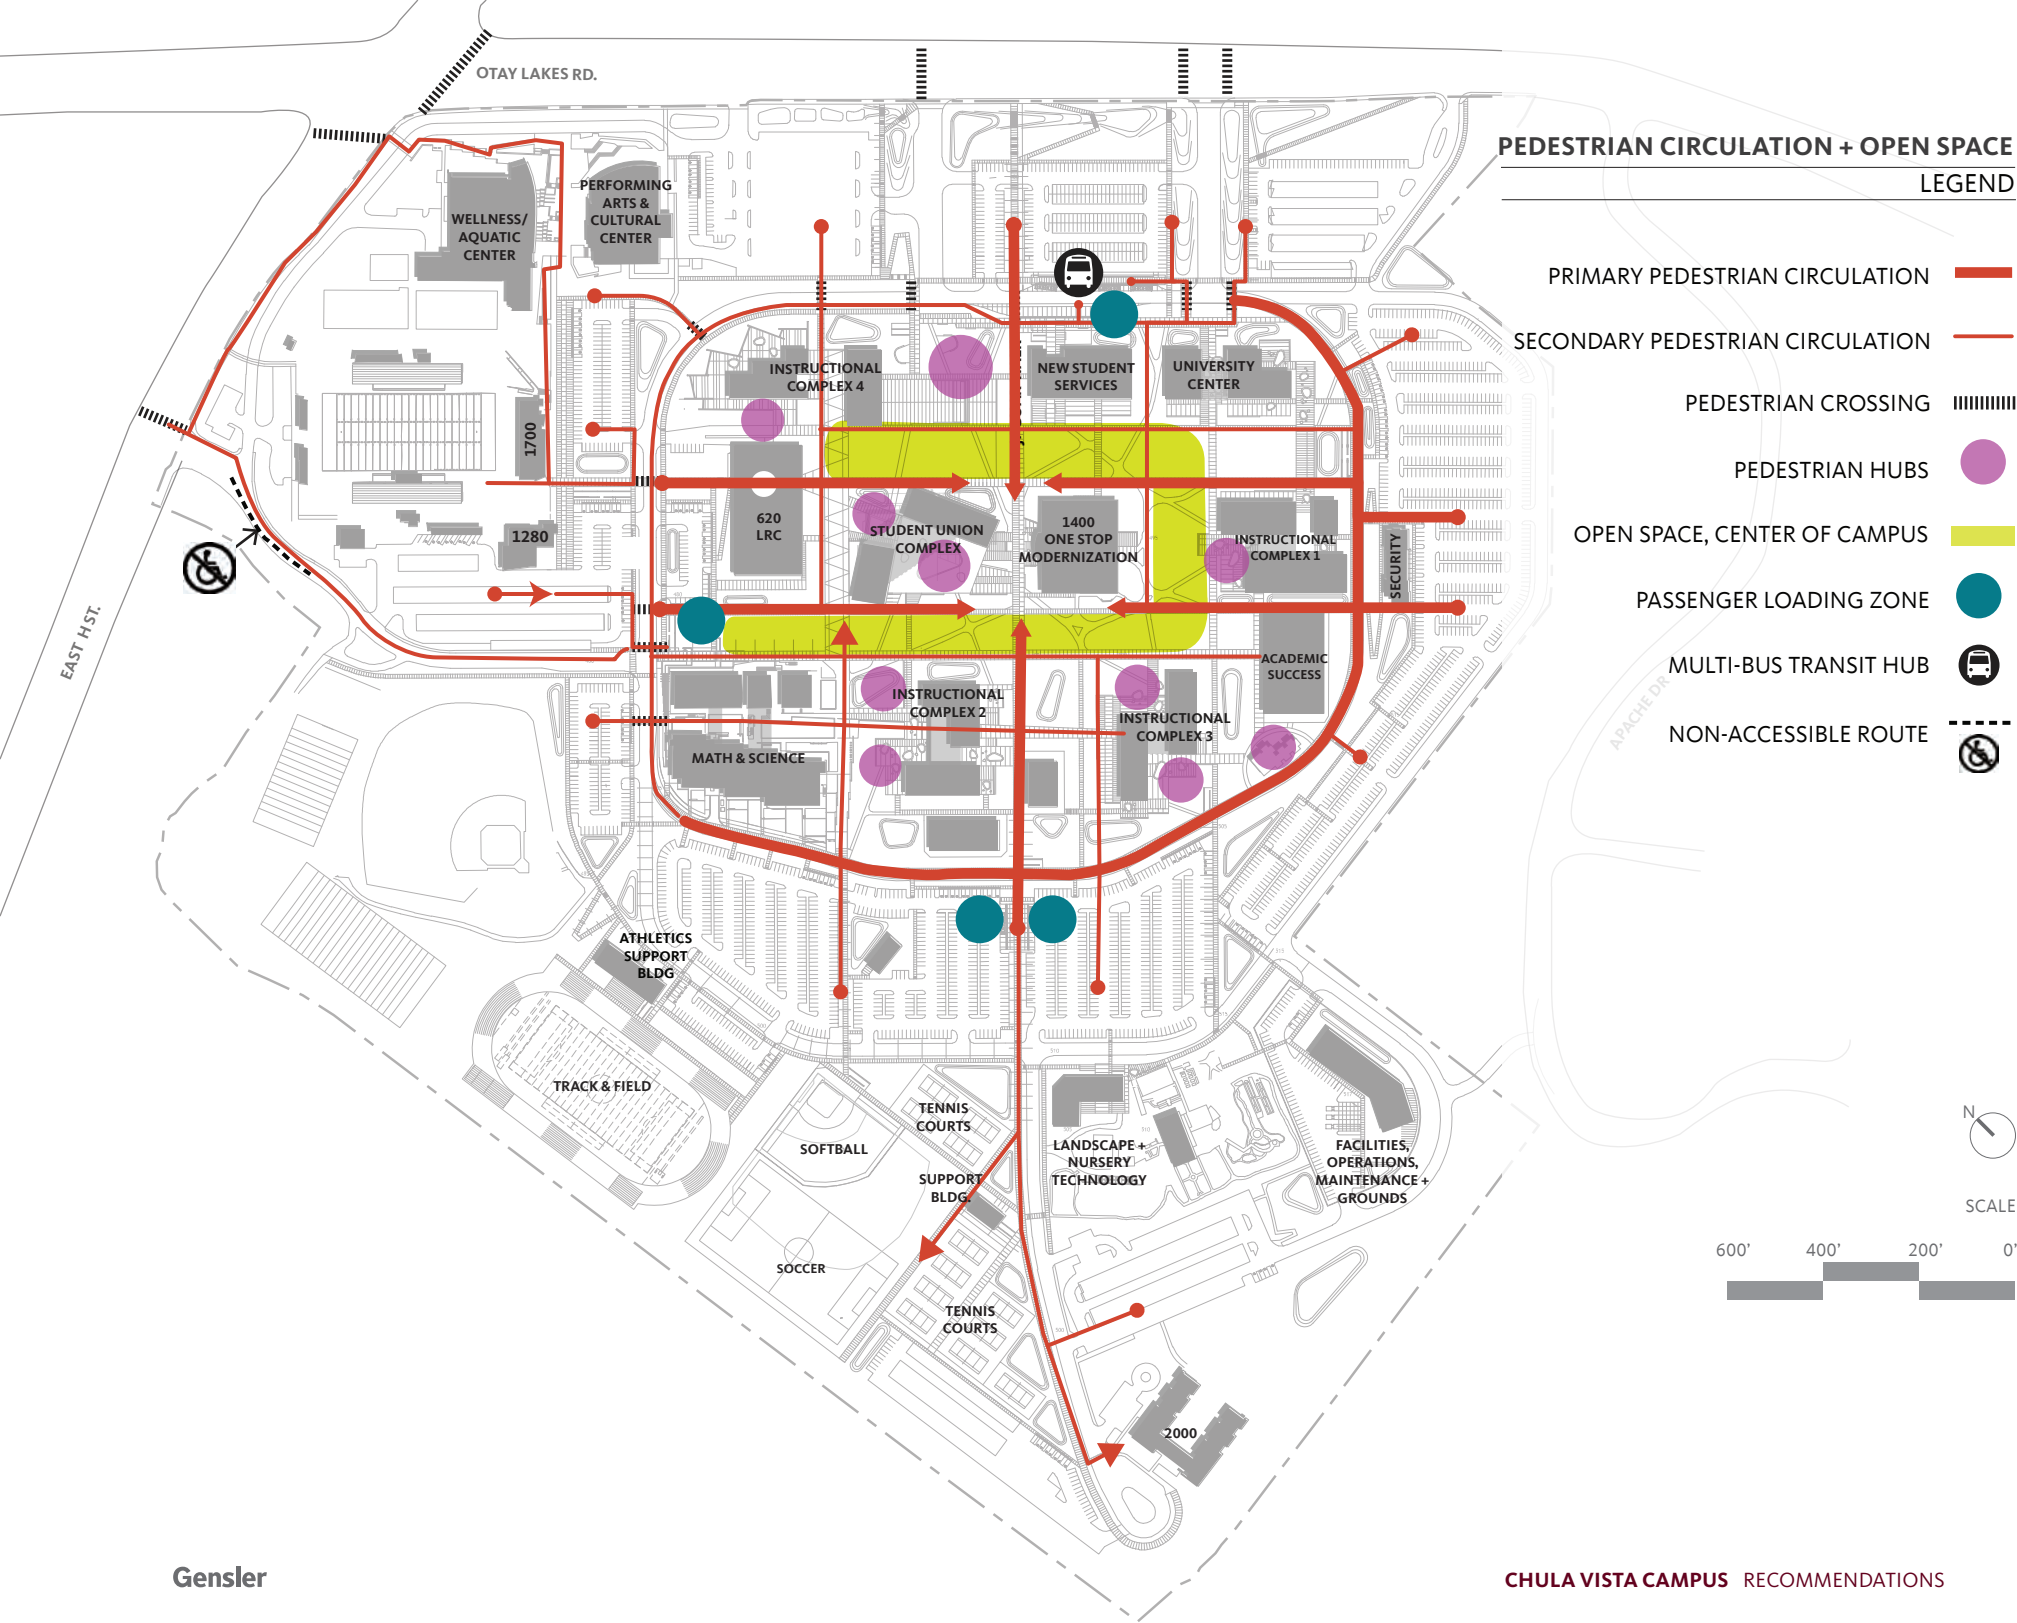 OTAY LAKES RD.
PEDESTRIAN CIRCULATION + OPEN SPACE
LEGEND
PRIMARY PEDESTRIAN CIRCULATION
SECONDARY PEDESTRIAN CIRCULATION
PEDESTRIAN CROSSING
PEDESTRIAN HUBS
OPEN SPACE, CENTER OF CAMPUS
PASSENGER LOADING ZONE
MULTI-BUS TRANSIT HUB
NON-ACCESSIBLE ROUTE
PERFORMING
ARTS &
CULTURAL
CENTER
WELLNESS/
AQUATIC
CENTER
INSTRUCTIONAL
COMPLEX 4
NEW STUDENT
SERVICES
UNIVERSITY
CENTER
1700
1280
620
LRC
STUDENT UNION
COMPLEX
1400
ONE STOP
MODERNIZATION
INSTRUCTIONAL
COMPLEX 1
SECURITY
EAST H ST.
ACADEMIC
SUCCESS
INSTRUCTIONAL
COMPLEX 2
INSTRUCTIONAL
COMPLEX 3
MATH & SCIENCE
APACHE DR
ATHLETICS
SUPPORT
BLDG
TRACK & FIELD
TENNIS
COURTS
SOFTBALL
SUPPORT
BLDG.
LANDSCAPE +
NURSERY
TECHNOLOGY
FACILITIES,
OPERATIONS,
MAINTENANCE +
GROUNDS
SOCCER
TENNIS
COURTS
2000
N
SCALE
600' 400' 200' 0'
Gensler
CHULA VISTA CAMPUS RECOMMENDATIONS